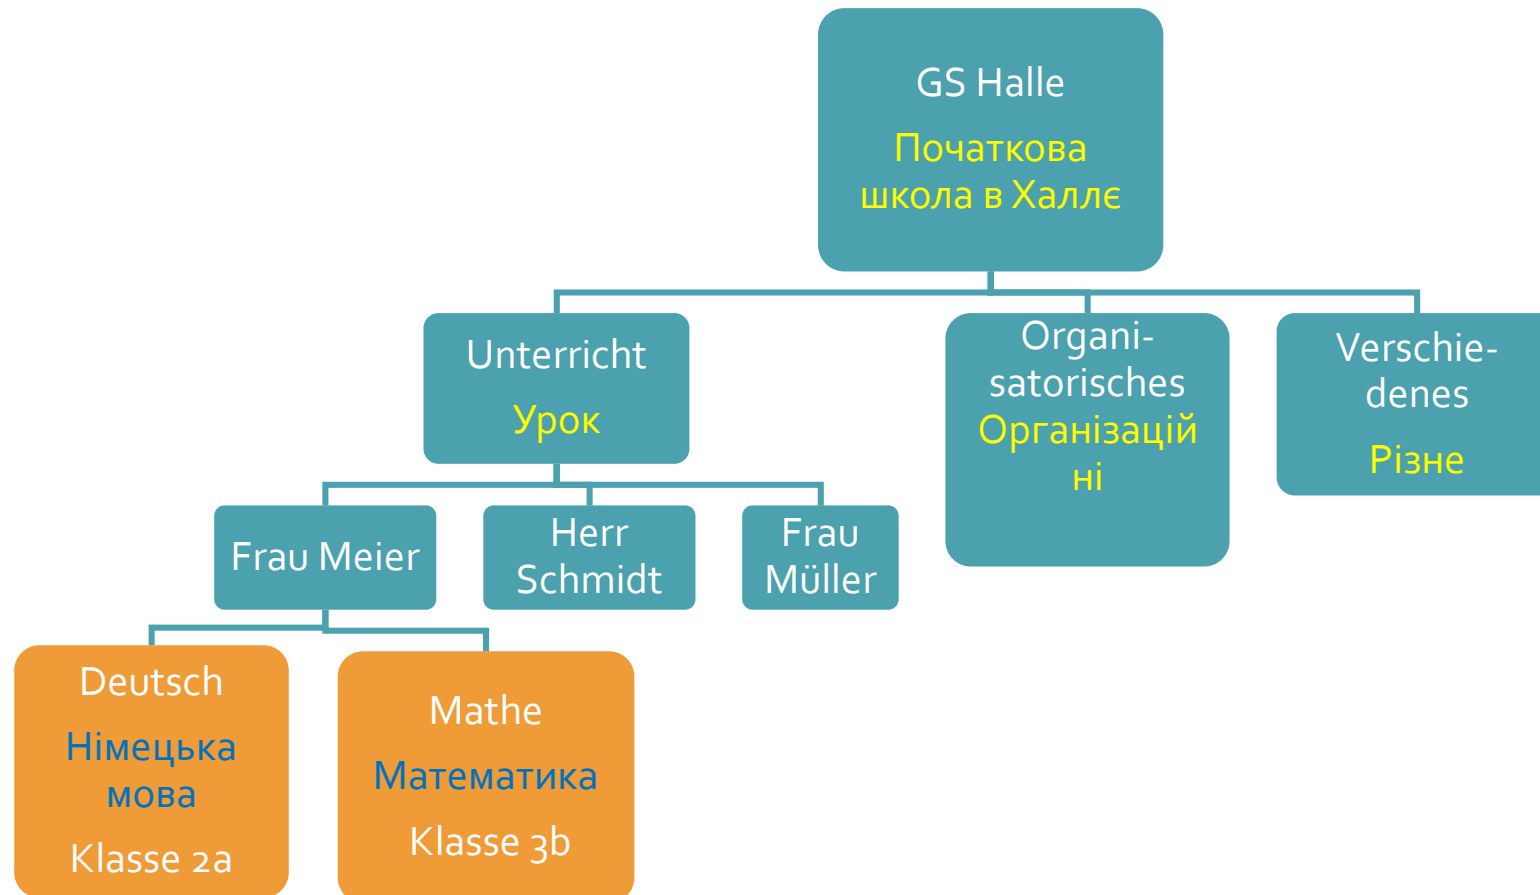 GS Halle
Початкова
школа в Халлє
Unterricht
Урок
Organi-
satorisches
Організацій
ні
Verschie-
denes
Різне
Frau Meier
Herr
Schmidt
Frau
Müller
Deutsch
Німецька
мова
Klasse 2a
Mathe
Математика
Klasse 3b